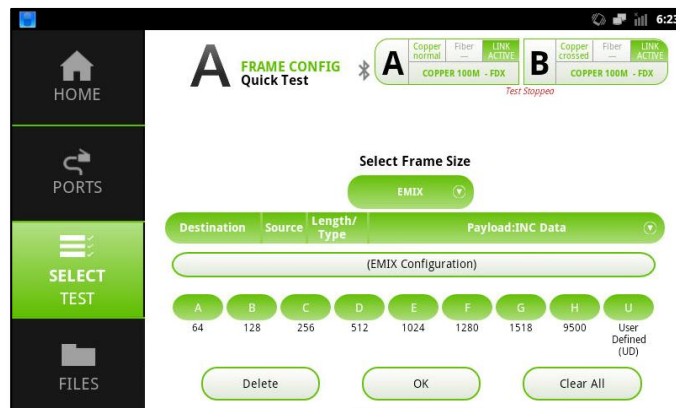 6:23
HOME
PORTS
SELECT
TEST
FILES
A
FRAME CONFIG
Quick Test
A
Copper
normal
Fiber
---
LINK
ACTIVE
COPPER 100M - FDX
B
Copper
crossed
Fiber
---
LINK
ACTIVE
COPPER 100M - FDX
Test Stopped
Select Frame Size
EMIX
Destination
Source
Length/
Type
Payload:INC Data
(EMIX Configuration)
A B C D E F G H U
64 128 256 512 1024 1280 1518 9500 User
Defined
(UD)
Delete OK Clear All